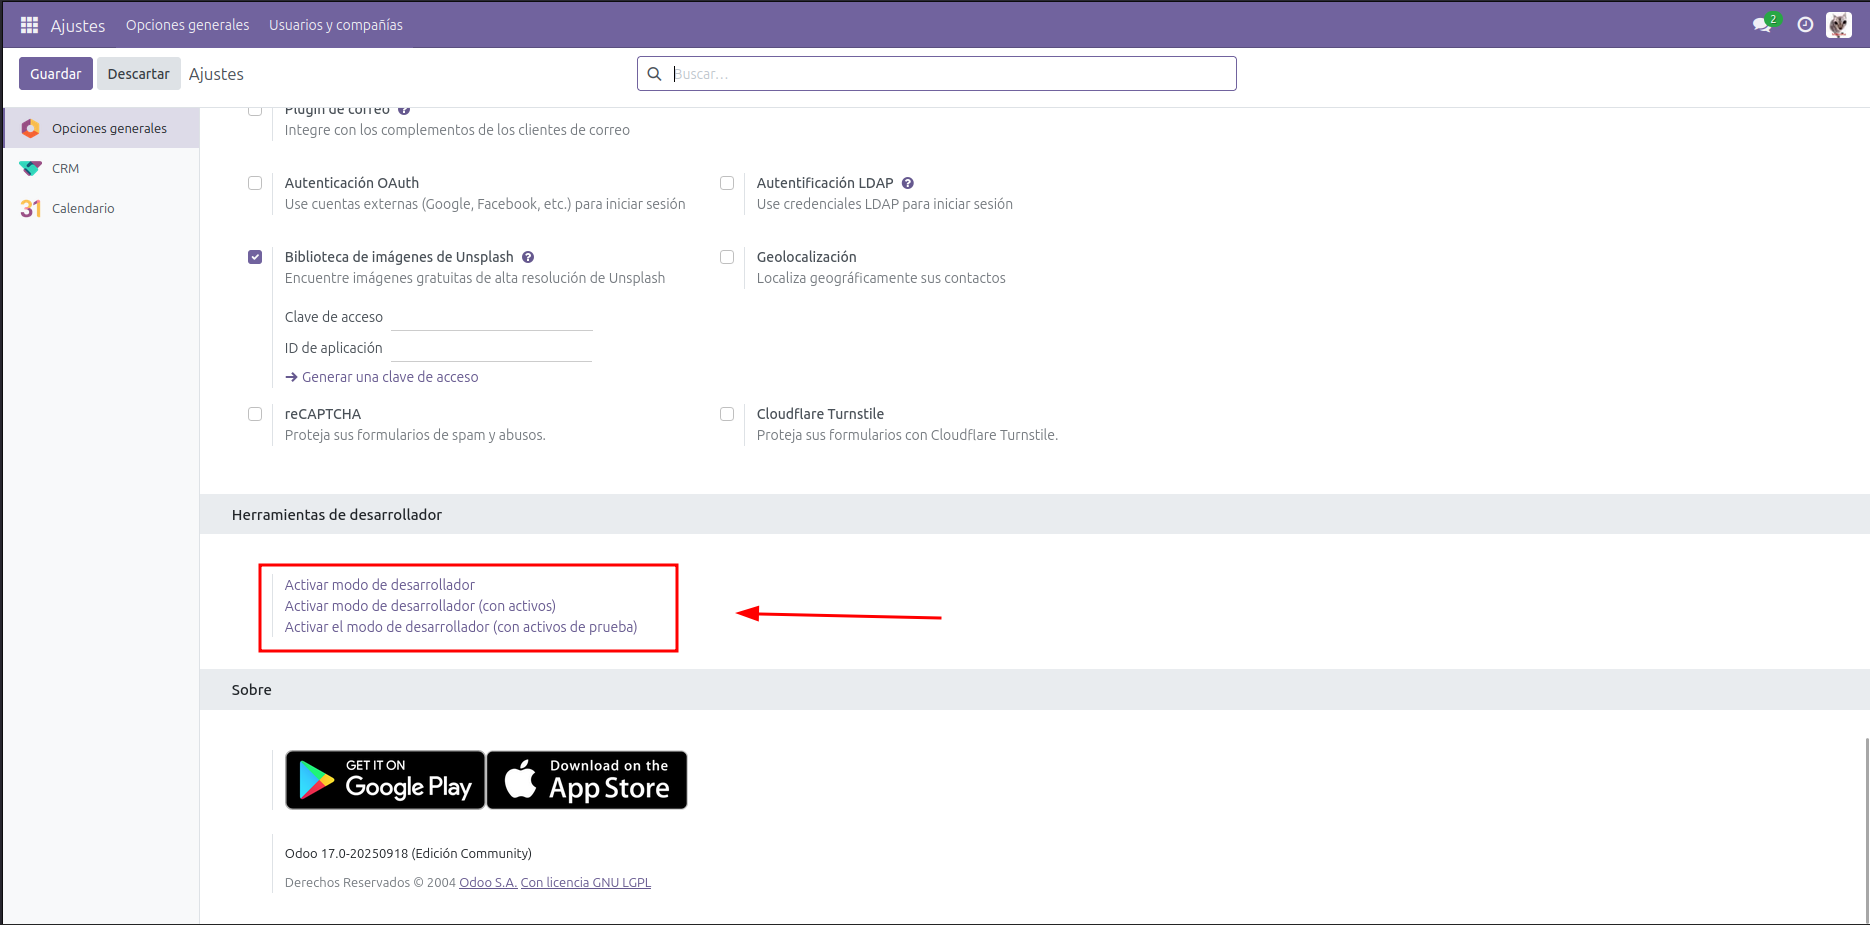 Ajustes Opciones generales Usuarios y compañías 2
Guardar Descartar Ajustes Buscar...
Opciones generales
CRM
31 Calendario
Plugin de correo ?
Integre con los complementos de los clientes de correo
Autenticación OAuth
Use cuentas externas (Google, Facebook, etc.) para iniciar sesión
Autentificación LDAP ?
Use credenciales LDAP para iniciar sesión
Biblioteca de imágenes de Unsplash ?
Encuentre imágenes gratuitas de alta resolución de Unsplash
Clave de acceso
ID de aplicación
Generar una clave de acceso
Geolocalización
Localiza geográficamente sus contactos
reCAPTCHA
Proteja sus formularios de spam y abusos.
Cloudflare Turnstile
Proteja sus formularios con Cloudflare Turnstile.
Herramientas de desarrollador
Activar modo de desarrollador
Activar modo de desarrollador (con activos)
Activar el modo de desarrollador (con activos de prueba)
Sobre
GET IT ON
Google Play
Download on the
App Store
Odoo 17.0-20250918 (Edición Community)
Derechos Reservados © 2004 Odoo S.A. Con licencia GNU LGPL